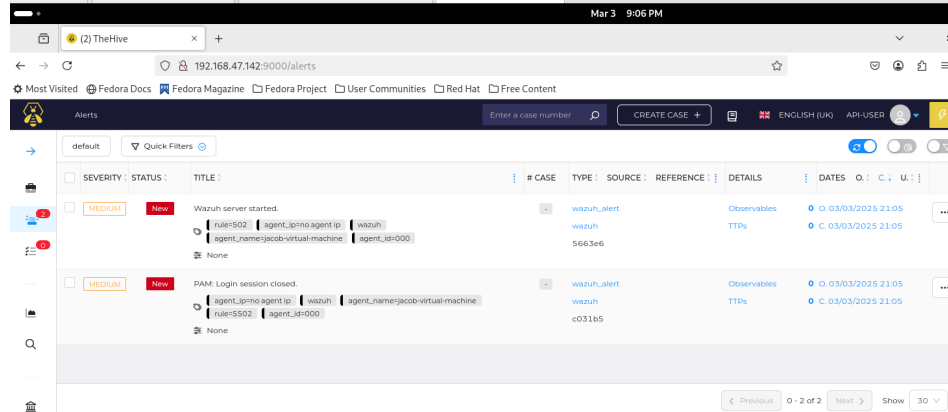 Mar 3 9:06 PM
(2) TheHive
192.168.47.142:9000/alerts
Most Visited Fedora Docs Fedora Magazine Fedora Project User Communities Red Hat Free Content
Alerts Enter a case number CREATE CASE + ENGLISH (UK) API-USER
default Quick Filters
SEVERITY STATUS TITLE # CASE TYPE SOURCE REFERENCE DETAILS DATES O. C. U.
2
MEDIUM New Wazuh server started. - wazuh_alert Observables 0 O. 03/03/2025 21:05
rule=502 agent_ip=no agent ip wazuh wazuh TTPs 0 C. 03/03/2025 21:05
agent_name=jacob-virtual-machine agent_id=000 5663e6
None
0
MEDIUM New PAM: Login session closed. - wazuh_alert Observables 0 O. 03/03/2025 21:05
agent_ip=no agent ip wazuh agent_name=jacob-virtual-machine wazuh TTPs 0 C. 03/03/2025 21:05
rule=5502 agent_id=000 c031b5
None
< Previous 0 - 2 of 2 Next > Show 30